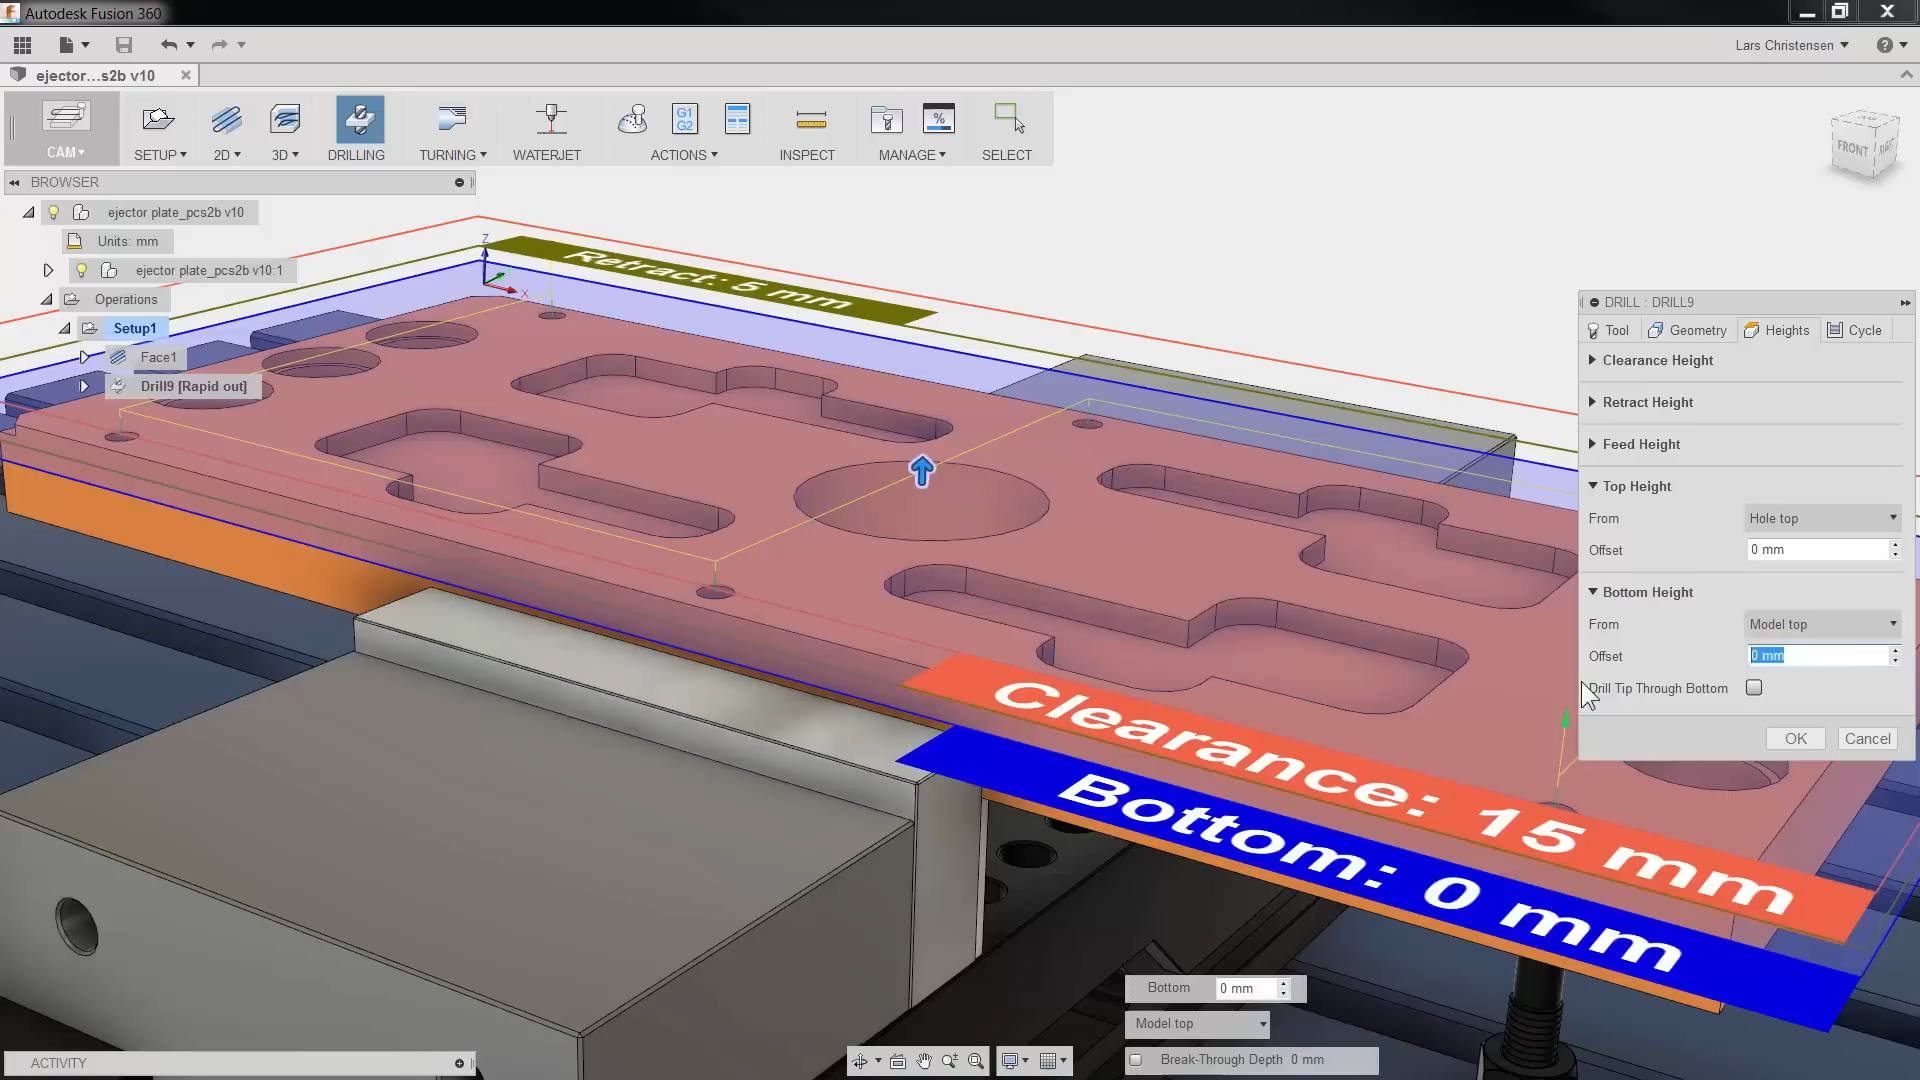 Autodesk Fusion 360
Lars Christensen
ejector...s2b v10
CAM
SETUP
2D
3D
DRILLING
TURNING
WATERJET
G1
G2
ACTIONS
INSPECT
%
MANAGE
SELECT
FRONT
RIGHT
BROWSER
ejector plate_pcs2b v10
Units: mm
ejector plate_pcs2b v10:1
Operations
Setup1
Face1
Drill9 [Rapid out]
Z
X
Retract: 5 mm
Clearance: 15 mm
Bottom: 0 mm
DRILL : DRILL9
Tool
Geometry
Heights
Cycle
Clearance Height
Retract Height
Feed Height
Top Height
From
Hole top
Offset
0 mm
Bottom Height
From
Model top
Offset
0 mm
Drill Tip Through Bottom
OK
Cancel
Bottom
0 mm
Model top
Break-Through Depth 0 mm
ACTIVITY